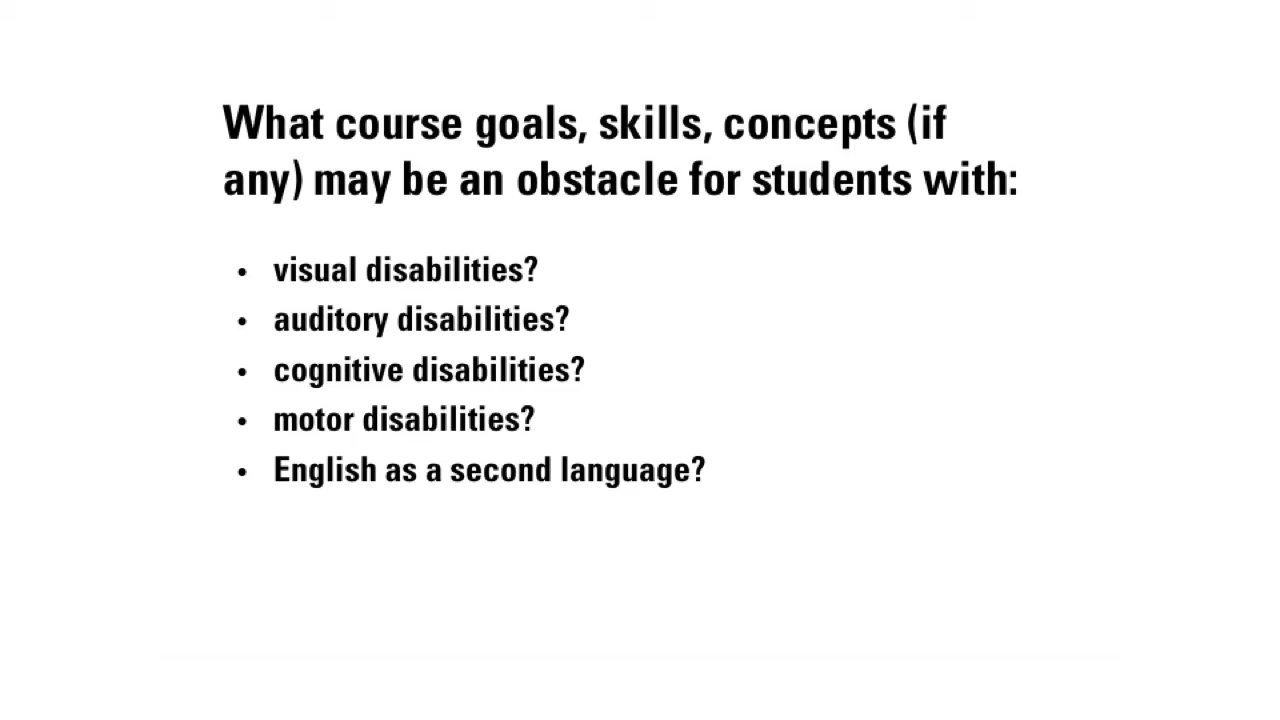 What course goals, skills, concepts (if
any) may be an obstacle for students with:
• visual disabilities?
• auditory disabilities?
• cognitive disabilities?
• motor disabilities?
• English as a second language?